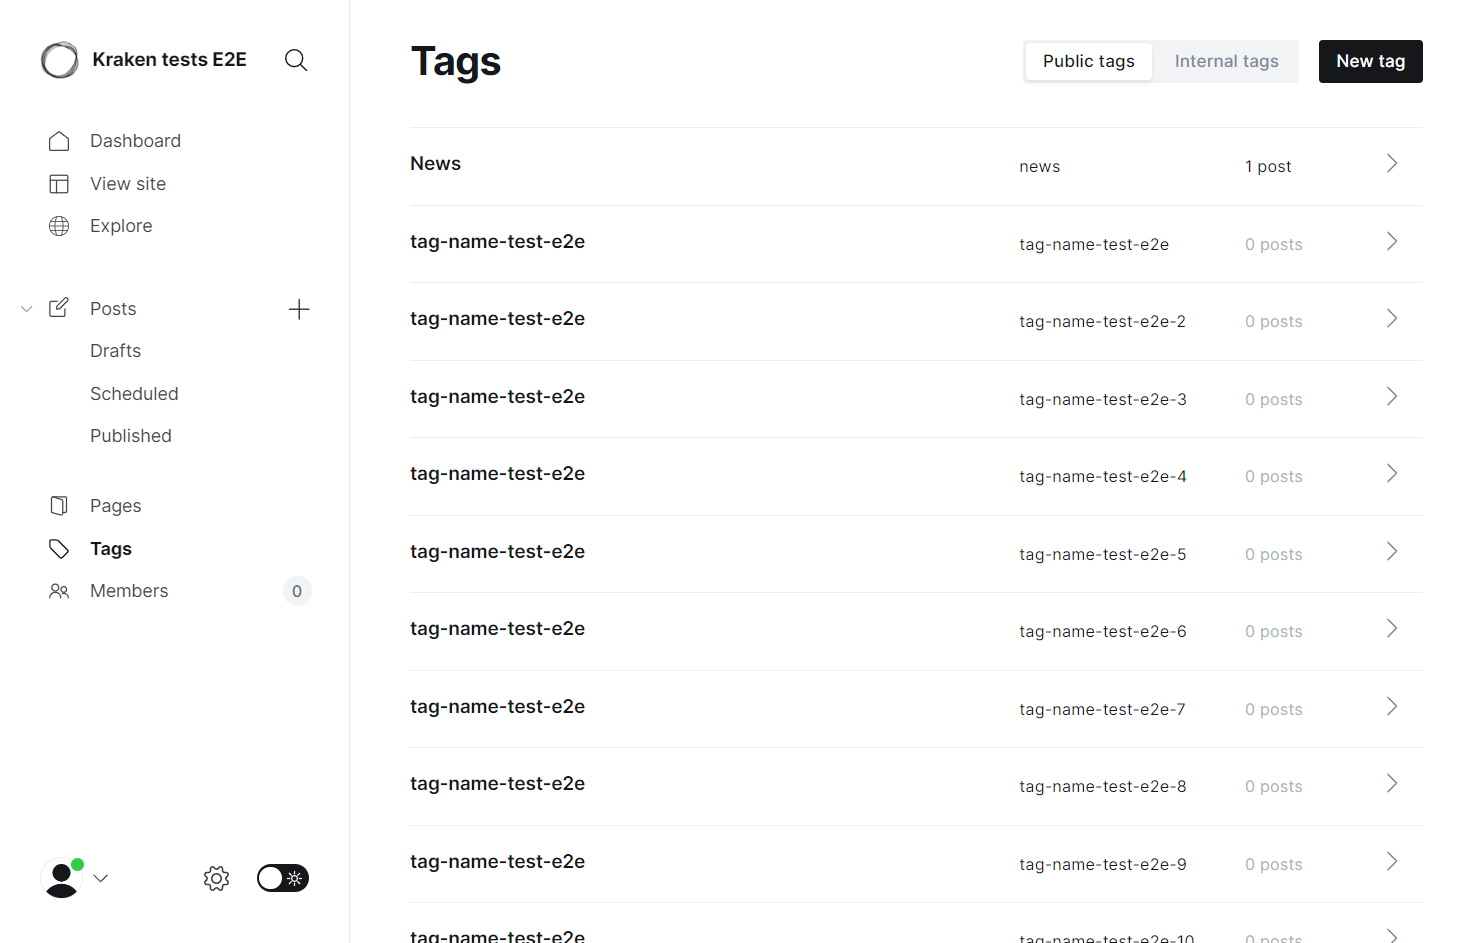 Kraken tests E2E
Dashboard
View site
Explore
Posts
Drafts
Scheduled
Published
Pages
Tags
Members 0
Tags
Public tags Internal tags New tag
News news 1 post
tag-name-test-e2e tag-name-test-e2e 0 posts
tag-name-test-e2e tag-name-test-e2e-2 0 posts
tag-name-test-e2e tag-name-test-e2e-3 0 posts
tag-name-test-e2e tag-name-test-e2e-4 0 posts
tag-name-test-e2e tag-name-test-e2e-5 0 posts
tag-name-test-e2e tag-name-test-e2e-6 0 posts
tag-name-test-e2e tag-name-test-e2e-7 0 posts
tag-name-test-e2e tag-name-test-e2e-8 0 posts
tag-name-test-e2e tag-name-test-e2e-9 0 posts
tag-name-test-e2e tag-name-test-e2e-10 0 posts